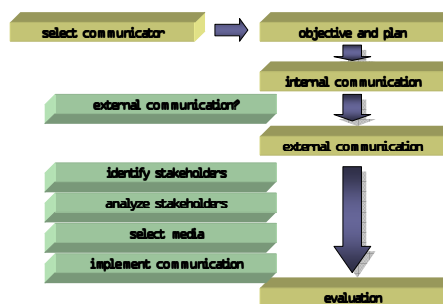 select communicator
objective and plan
internal communication
external communication?
external communication
identify stakeholders
analyze stakeholders
select media
implement communication
evaluation